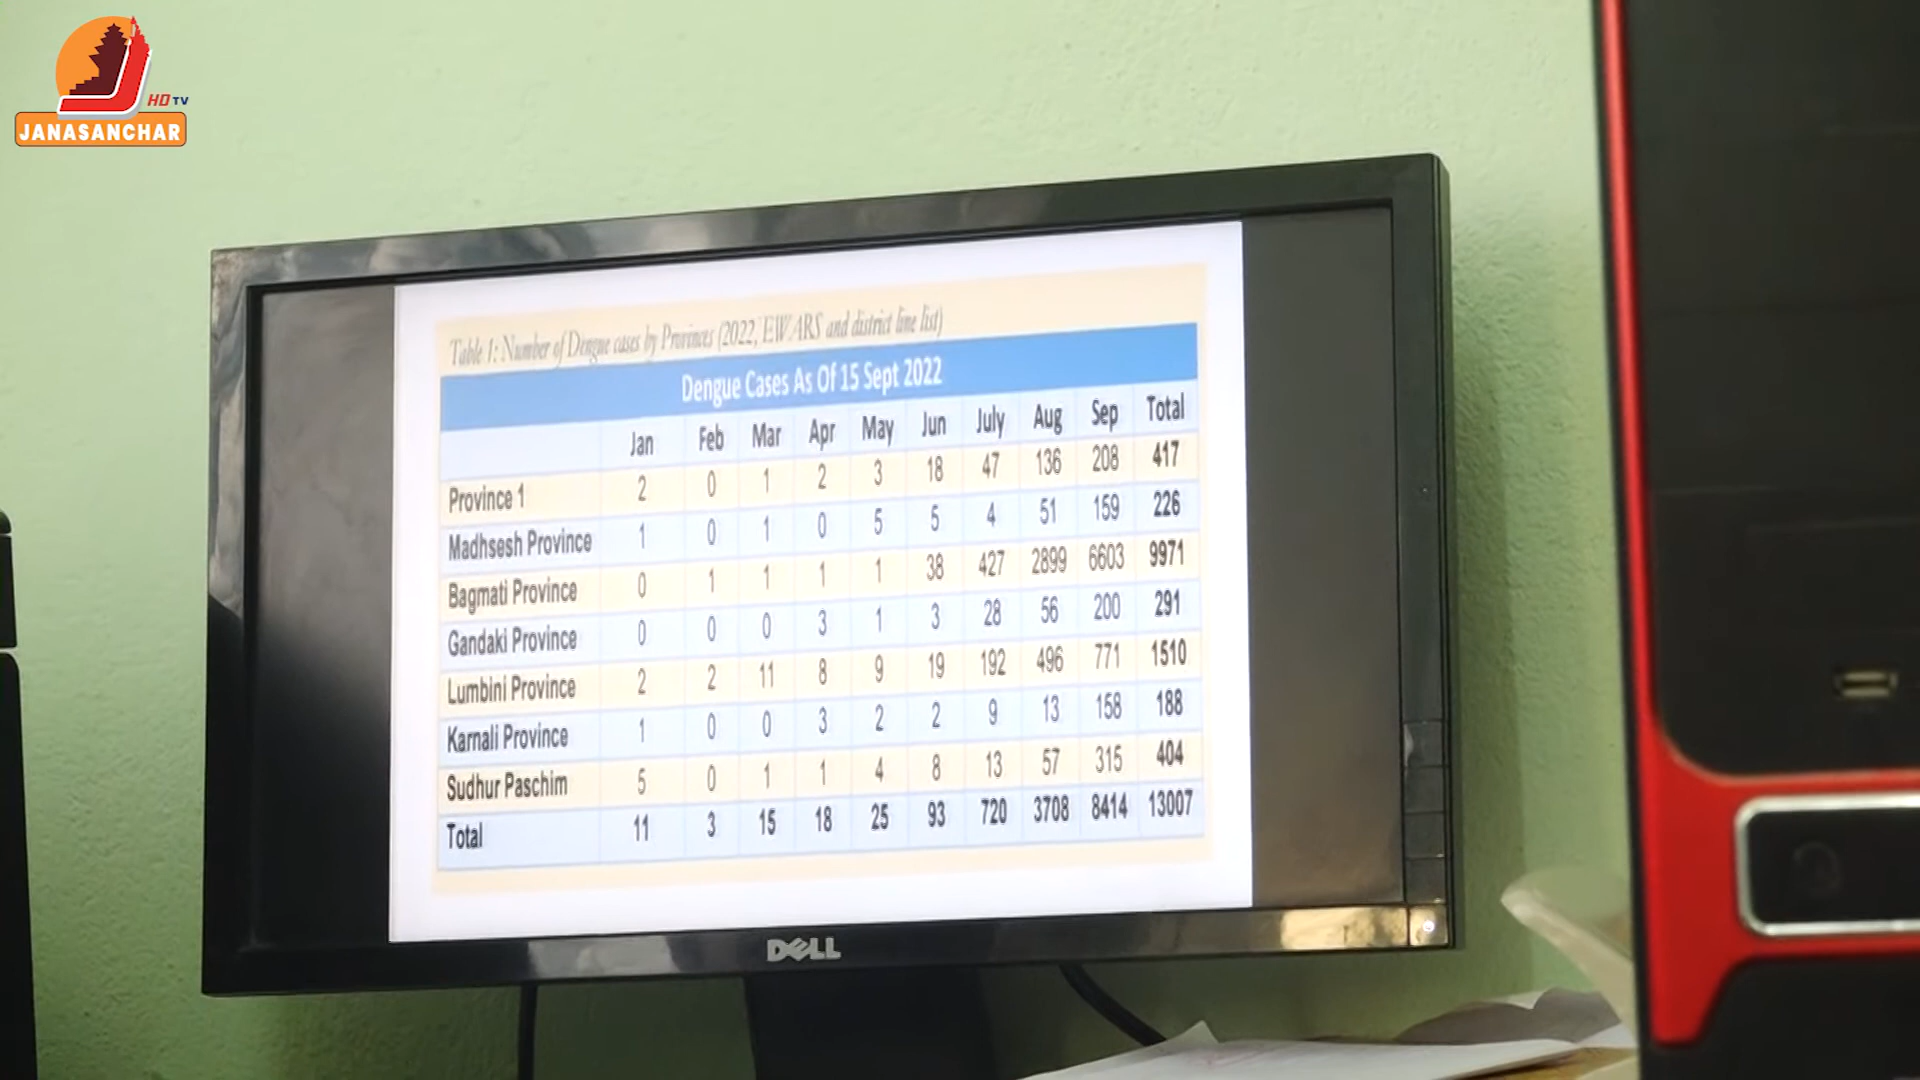 HD TV
JANASANCHAR
Table 1: Number of Dengue cases by Provinces (2022, EWARS and district line list)
Dengue Cases As Of 15 Sept 2022
Jan Feb Mar Apr May Jun July Aug Sep Total
Province 1 2 0 1 2 3 18 47 136 208 417
Madhsesh Province 1 0 1 0 5 5 4 51 159 226
Bagmati Province 0 1 1 1 1 38 427 2899 6603 9971
Gandaki Province 0 0 0 3 1 3 28 56 200 291
Lumbini Province 2 2 11 8 9 19 192 496 771 1510
Karnali Province 1 0 0 3 2 2 9 13 158 188
Sudhur Paschim 5 0 1 1 4 8 13 57 315 404
Total 11 3 15 18 25 93 720 3708 8414 13007
DELL